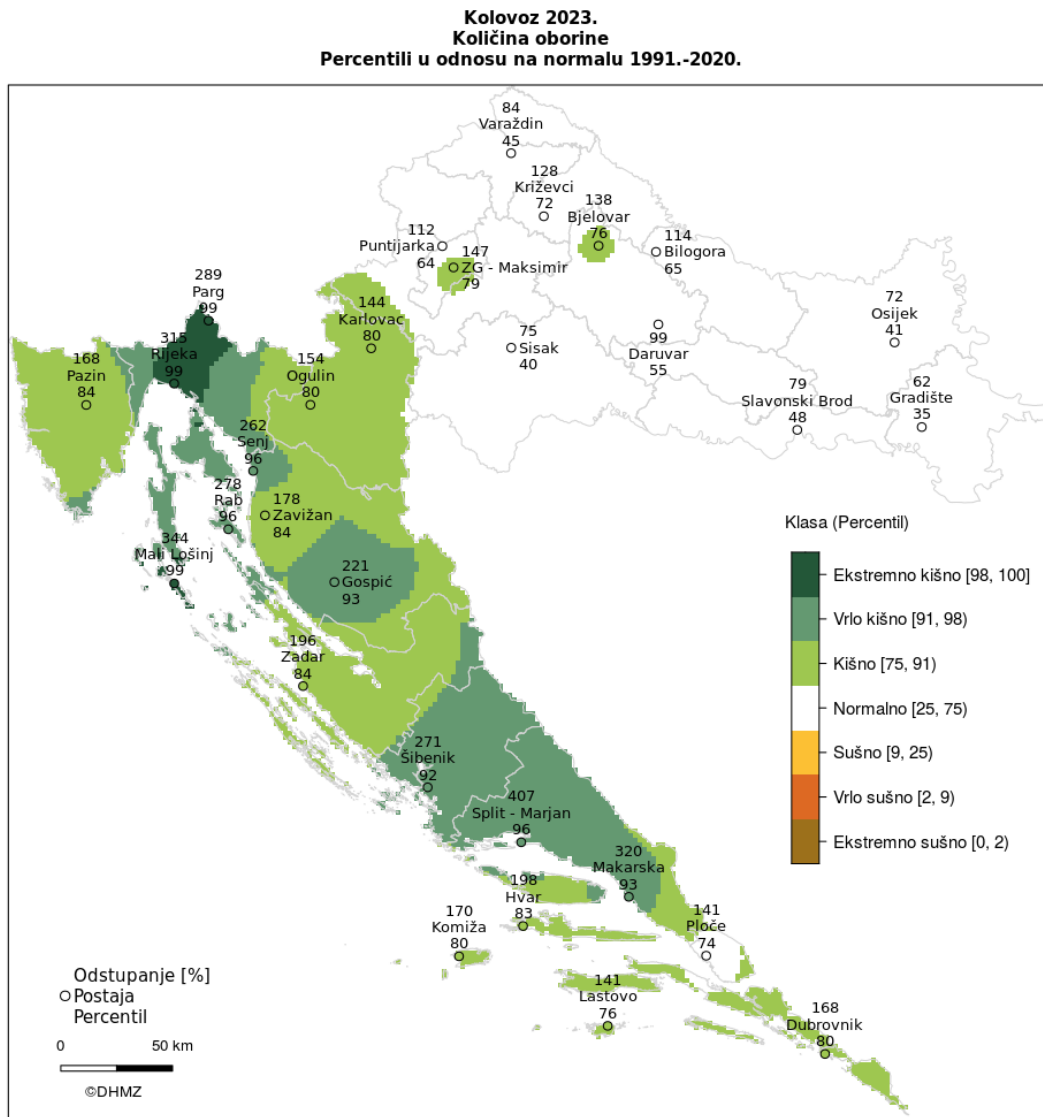 Kolovoz 2023.
Količina oborine
Percentili u odnosu na normalu 1991.-2020.
84
Varaždin
45
128
Križevci
72
138
Bjelovar
76
112
Puntijarka
64
147
ZG - Maksimir
79
114
Bilogora
65
289
Parg
99
144
Karlovac
80
72
Osijek
41
315
Rijeka
99
75
Sisak
40
99
Daruvar
55
168
Pazin
84
154
Ogulin
80
79
Slavonski Brod
48
62
Gradište
35
262
Senj
96
278
Rab
96
178
Zavižan
84
344
Mali Lošinj
99
221
Gospić
93
196
Zadar
84
271
Šibenik
92
407
Split - Marjan
96
320
Makarska
93
198
Hvar
83
170
Komiža
80
141
Ploče
74
141
Lastovo
76
168
Dubrovnik
80
Klasa (Percentil)
Ekstremno kišno [98, 100]
Vrlo kišno [91, 98)
Kišno [75, 91)
Normalno [25, 75)
Sušno [9, 25)
Vrlo sušno [2, 9)
Ekstremno sušno [0, 2)
Odstupanje [%]
Postaja
Percentil
0 50 km
©DHMZ